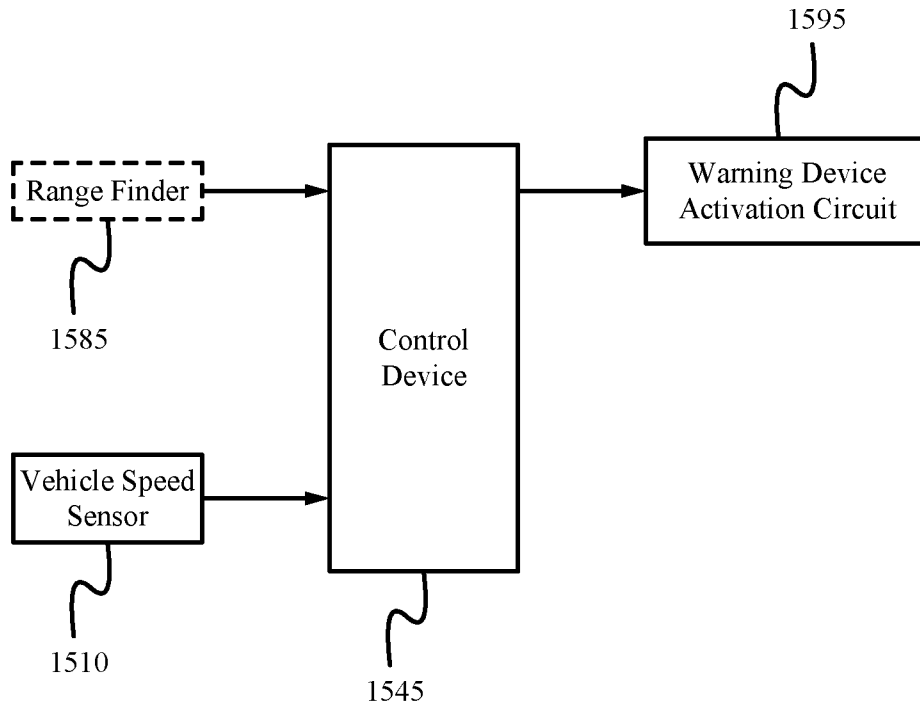 1595
Range Finder
Warning Device
Activation Circuit
1585
Control
Device
Vehicle Speed
Sensor
1510
1545